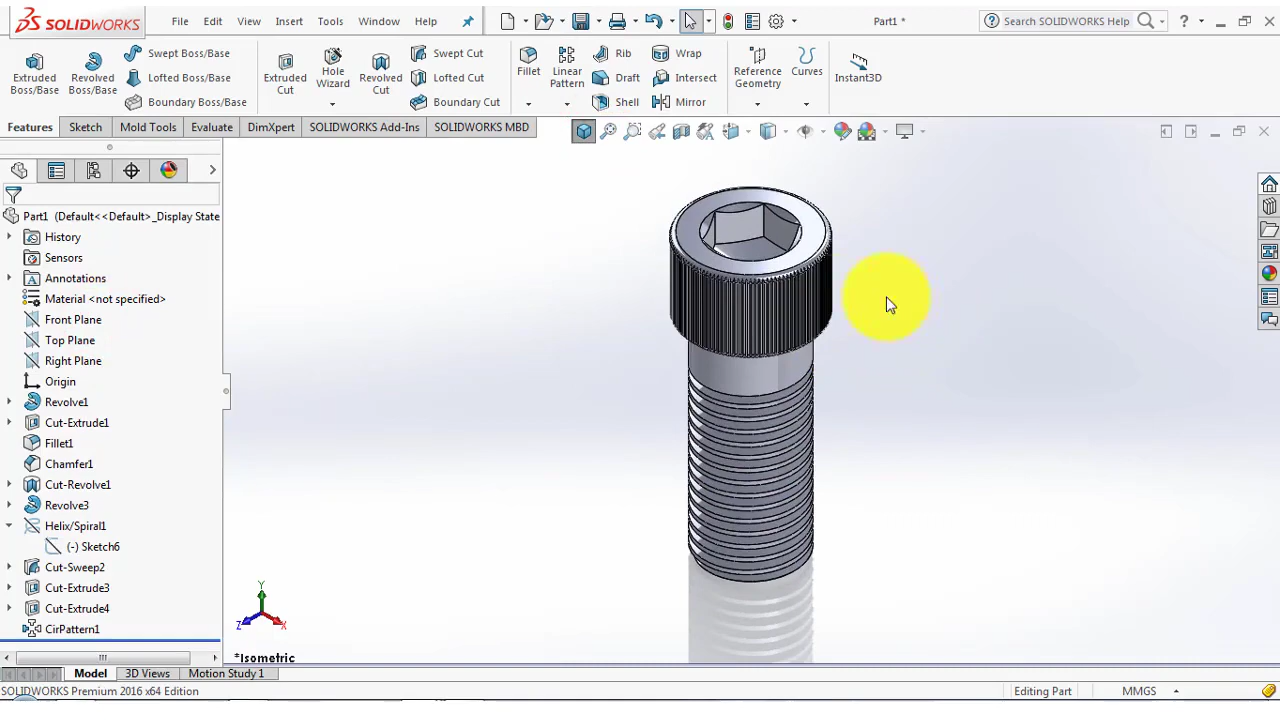 SOLIDWORKS File Edit View Insert Tools Window Help Part1 * Search SOLIDWORKS Help ?
Extruded Boss/Base
Revolved Boss/Base
Swept Boss/Base
Lofted Boss/Base
Boundary Boss/Base
Extruded Cut
Hole Wizard
Revolved Cut
Swept Cut
Lofted Cut
Boundary Cut
Fillet
Linear Pattern
Rib
Draft
Shell
Wrap
Intersect
Mirror
Reference Geometry
Curves
Instant3D
Features Sketch Mold Tools Evaluate DimXpert SOLIDWORKS Add-Ins SOLIDWORKS MBD
Part1 (Default<<Default>_Display State
History
Sensors
Annotations
Material <not specified>
Front Plane
Top Plane
Right Plane
Origin
Revolve1
Cut-Extrude1
Fillet1
Chamfer1
Cut-Revolve1
Revolve3
Helix/Spiral1
(-) Sketch6
Cut-Sweep2
Cut-Extrude3
Cut-Extrude4
CirPattern1
Y
Z X
*Isometric
Model 3D Views Motion Study 1
SOLIDWORKS Premium 2016 x64 Edition Editing Part MMGS